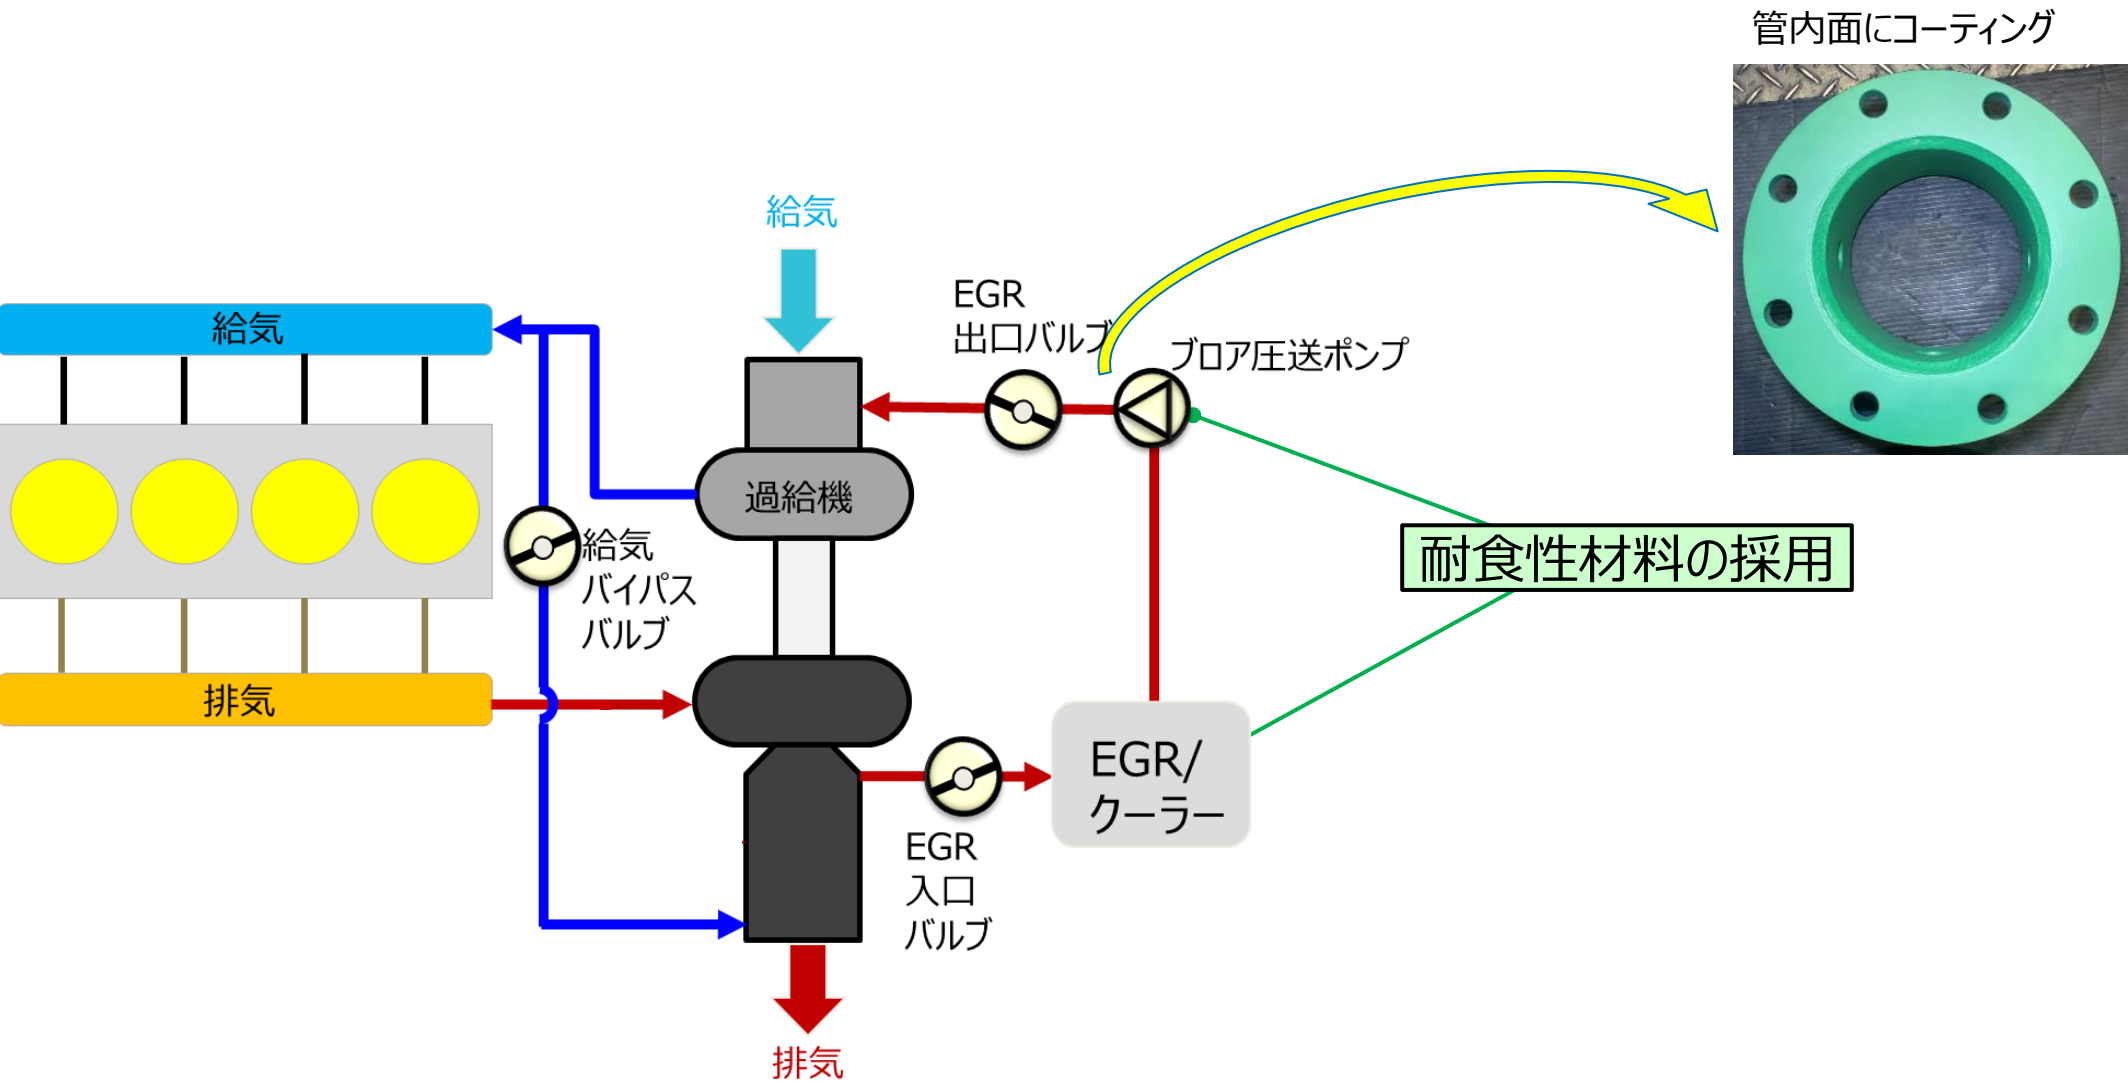 管内面にコーティング
給気
EGR
出口バルブ
ブロア圧送ポンプ
給気
過給機
給気
バイパス
バルブ
耐食性材料の採用
排気
EGR/
クーラー
EGR
入口
バルブ
排気